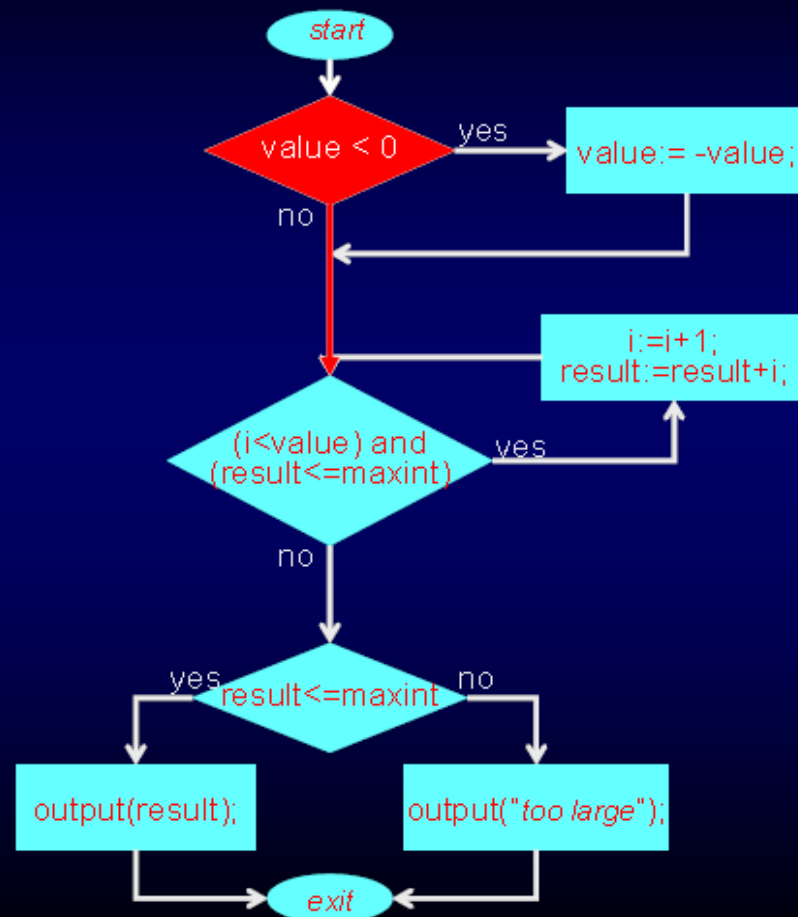 start
value < 0
yes
value:= -value;
no
i:=i+1;
result:=result+i;
(i<value) and
(result<=maxint)
yes
no
yes
result<=maxint
no
output(result);
output("too large");
exit